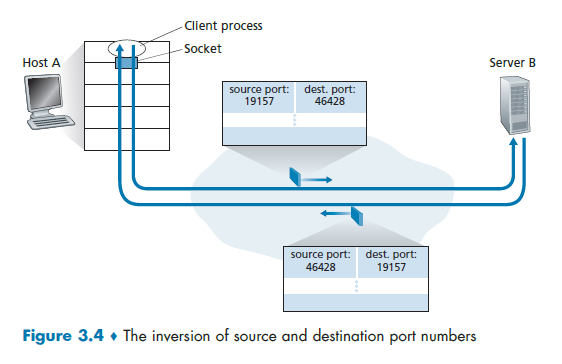 Client process
Socket
Host A
Server B
source port: dest. port:
19157 46428
source port: dest. port:
46428 19157
Figure 3.4 ♦ The inversion of source and destination port numbers